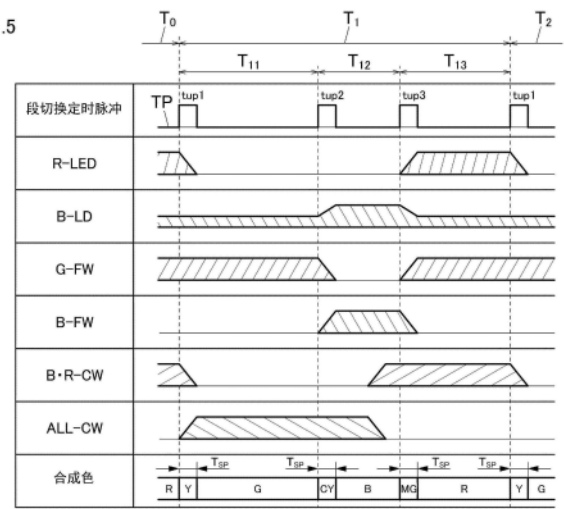 .5
T0 T1 T2
T11 T12 T13
段切换定时脉冲 TP tup1 tup2 tup3 tup1
R-LED
B-LD
G-FW
B-FW
B・R-CW
ALL-CW
合成色 TSP TSP TSP TSP
R Y G CY B MG R Y G